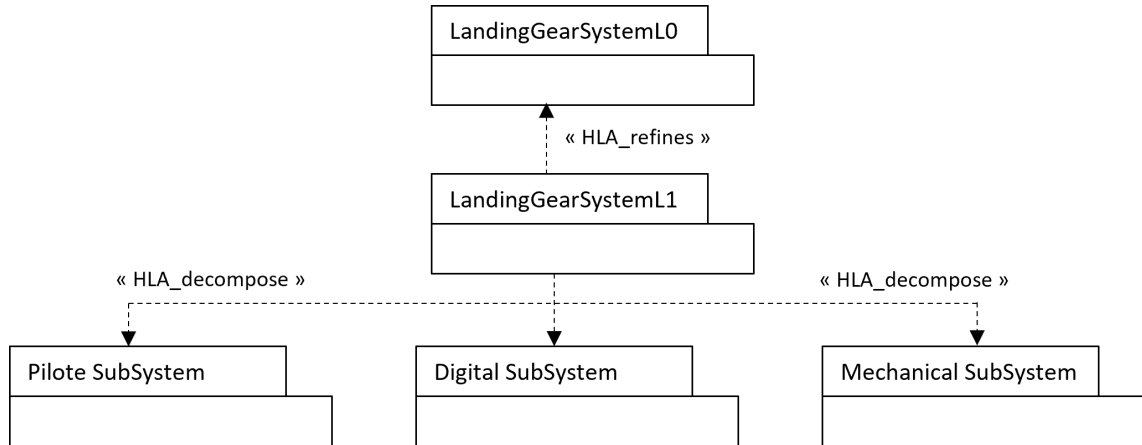 LandingGearSystemL0
« HLA_refines »
LandingGearSystemL1
« HLA_decompose »
« HLA_decompose »
Pilote SubSystem
Digital SubSystem
Mechanical SubSystem